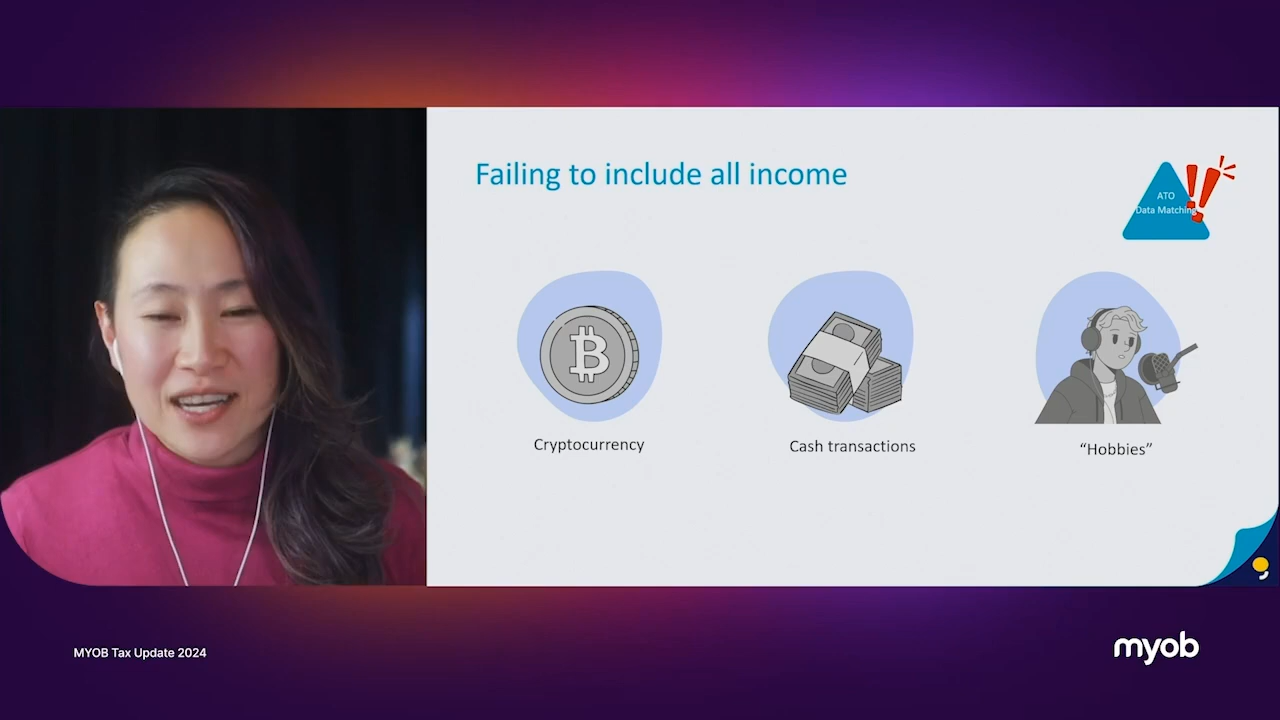 Failing to include all income
ATO
Data Matching
Cryptocurrency
Cash transactions
“Hobbies”
MYOB Tax Update 2024
myob